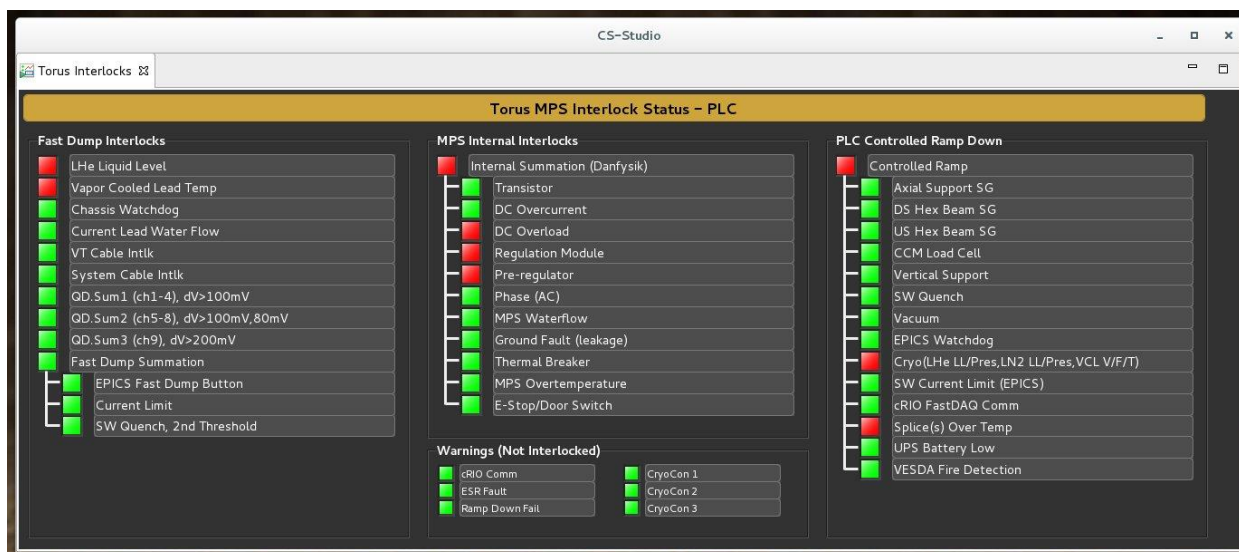 CS-Studio
Torus Interlocks
Torus MPS Interlock Status - PLC
Fast Dump Interlocks
LHe Liquid Level
Vapor Cooled Lead Temp
Chassis Watchdog
Current Lead Water Flow
VT Cable Intlk
System Cable Intlk
QD.Sum1 (ch1-4), dV>100mV
QD.Sum2 (ch5-8), dV>100mV,80mV
QD.Sum3 (ch9), dV>200mV
Fast Dump Summation
EPICS Fast Dump Button
Current Limit
SW Quench, 2nd Threshold
MPS Internal Interlocks
Internal Summation (Danfysik)
Transistor
DC Overcurrent
DC Overload
Regulation Module
Pre-regulator
Phase (AC)
MPS Waterflow
Ground Fault (leakage)
Thermal Breaker
MPS Overtemperature
E-Stop/Door Switch
Warnings (Not Interlocked)
cRIO Comm
ESR Fault
Ramp Down Fail
CryoCon 1
CryoCon 2
CryoCon 3
PLC Controlled Ramp Down
Controlled Ramp
Axial Support SG
DS Hex Beam SG
US Hex Beam SG
CCM Load Cell
Vertical Support
SW Quench
Vacuum
EPICS Watchdog
Cryo(LHe LL/Pres,LN2 LL/Pres,VCL V/F/T)
SW Current Limit (EPICS)
cRIO FastDAQ Comm
Splice(s) Over Temp
UPS Battery Low
VESDA Fire Detection